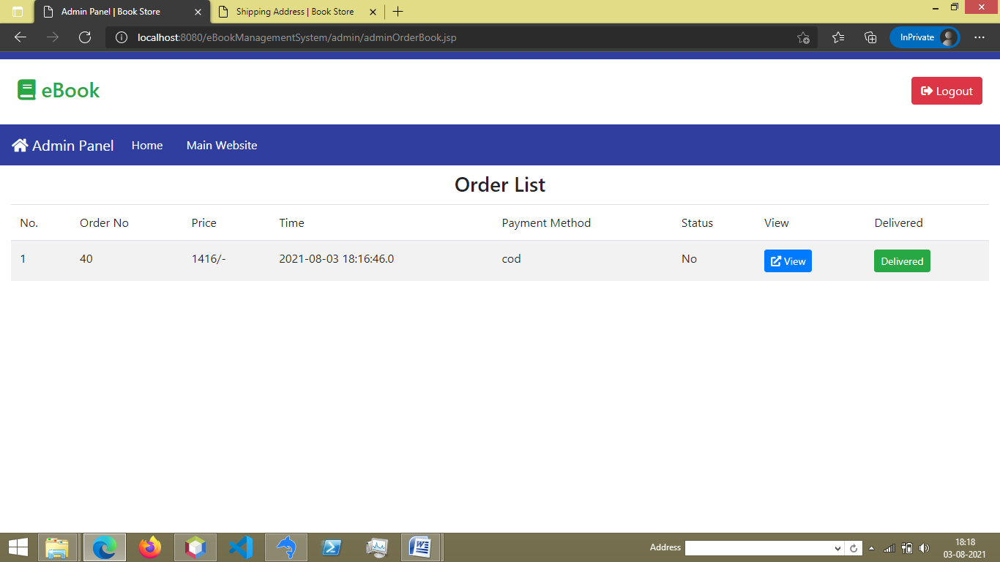 Admin Panel | Book Store
Shipping Address | Book Store
localhost:8080/eBookManagementSystem/admin/adminOrderBook.jsp
InPrivate
eBook
Logout
Admin Panel Home Main Website
Order List
No. Order No Price Time Payment Method Status View Delivered
1 40 1416/- 2021-08-03 18:16:46.0 cod No View Delivered
Address
18:18
03-08-2021